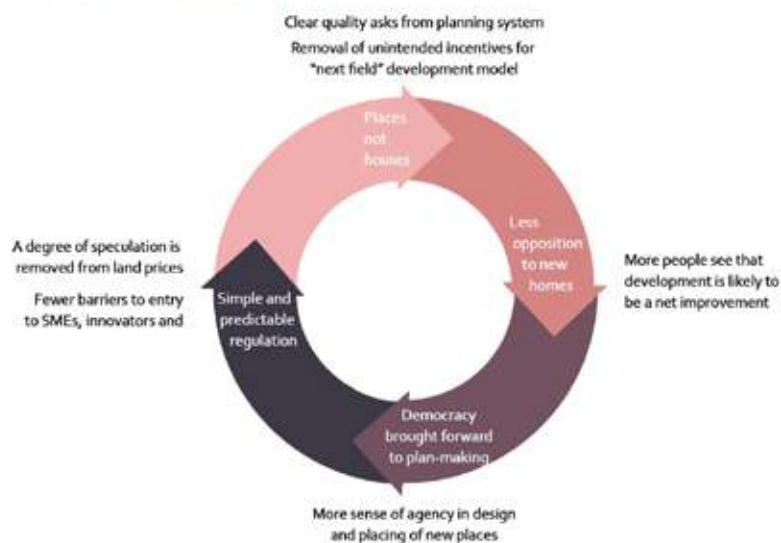 Clear quality asks from planning system
Removal of unintended incentives for
"next field" development model
Places
not
houses
Less
opposition
to new
homes
More people see that
development is likely to
be a net improvement
A degree of speculation is
removed from land prices
Fewer barriers to entry
to SMEs, innovators and
Simple and
predictable
regulation
Democracy
brought forward
to plan-making
More sense of agency in design
and placing of new places